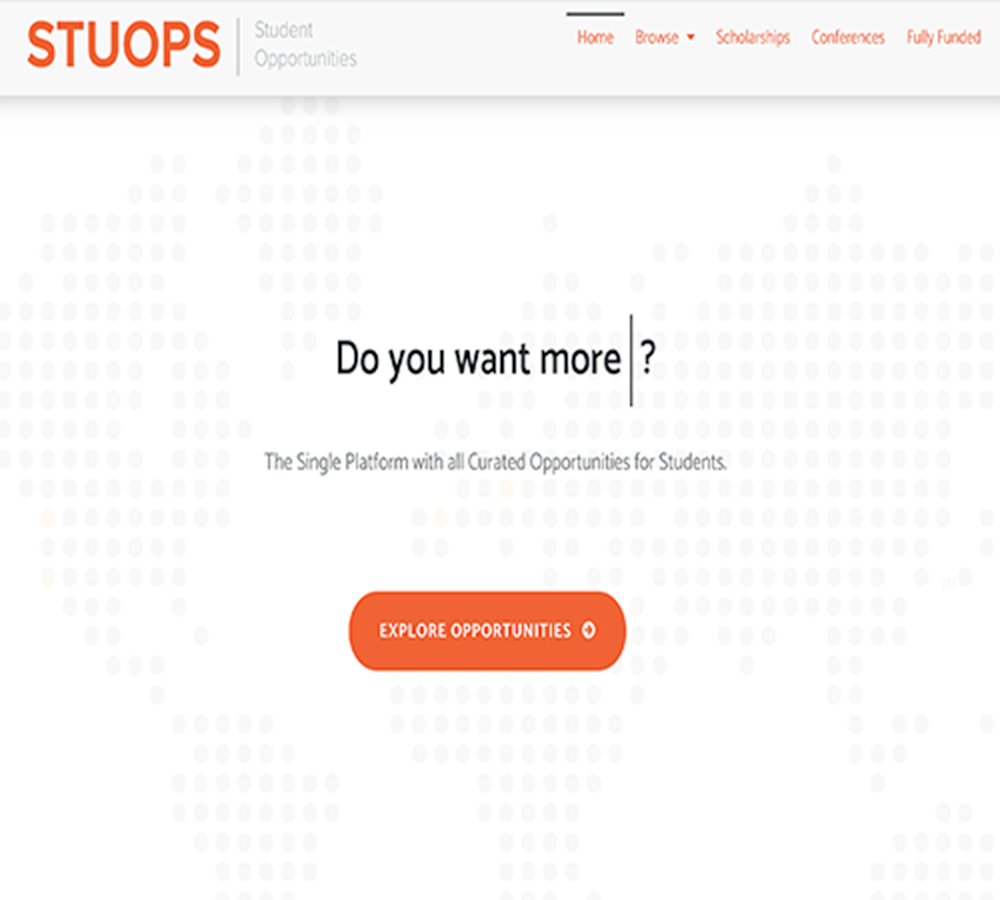 STUOPS
Student
Opportunities
Home Browse Scholarships Conferences Fully Funded
Do you want more ?
The Single Platform with all Curated Opportunities for Students.
EXPLORE OPPORTUNITIES